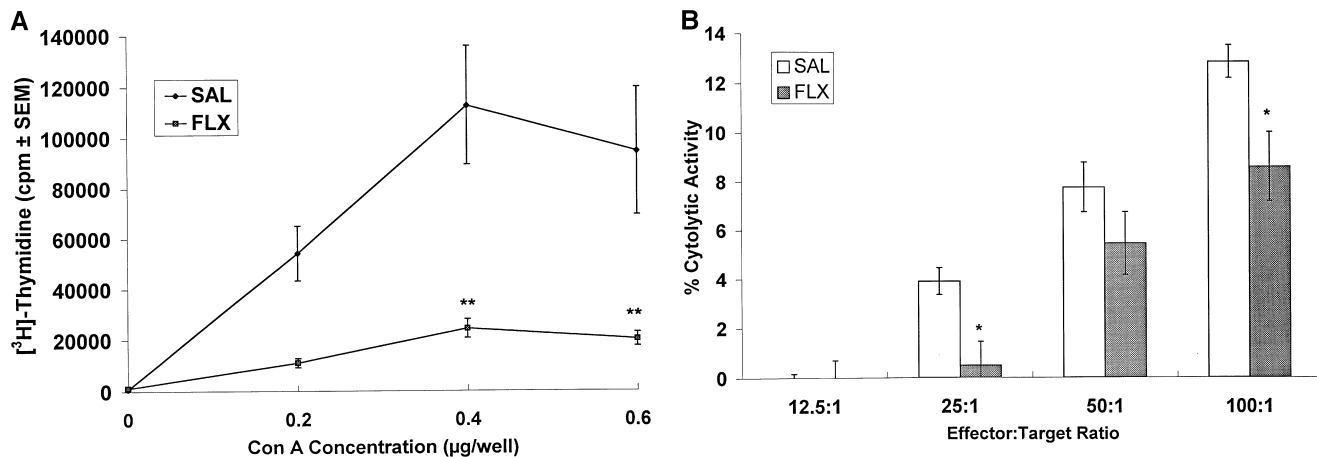 A
[³H]-Thymidine (cpm ± SEM)
140000
120000
100000
80000
60000
40000
20000
0
SAL
FLX
**
**
0 0.2 0.4 0.6
Con A Concentration (µg/well)
B
% Cytolytic Activity
14
12
10
8
6
4
2
0
SAL
FLX
*
*
12.5:1 25:1 50:1 100:1
Effector:Target Ratio